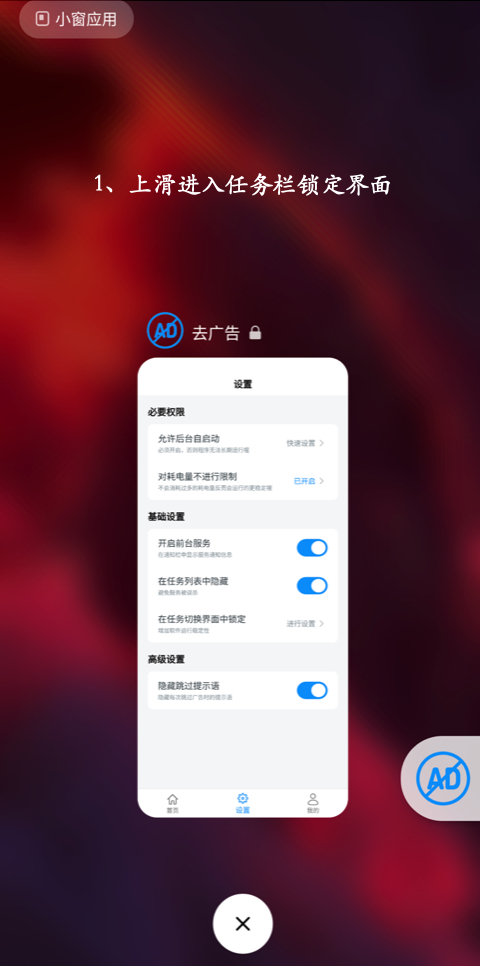 小窗应用
1、上滑进入任务栏锁定界面
AD 去广告
设置
必要权限
允许后台自启动
快速设置
必须开启，否则程序无法长期运行喔
对耗电量不进行限制
已开启
不会消耗过多的耗电量反而会运行的更稳定喔
基础设置
开启前台服务
在通知栏中显示服务通知信息
在任务列表中隐藏
避免服务被误杀
在任务切换界面中锁定
进行设置
增加软件运行稳定性
高级设置
隐藏跳过提示语
隐藏每次跳过广告时的提示语
AD
首页
设置
我的